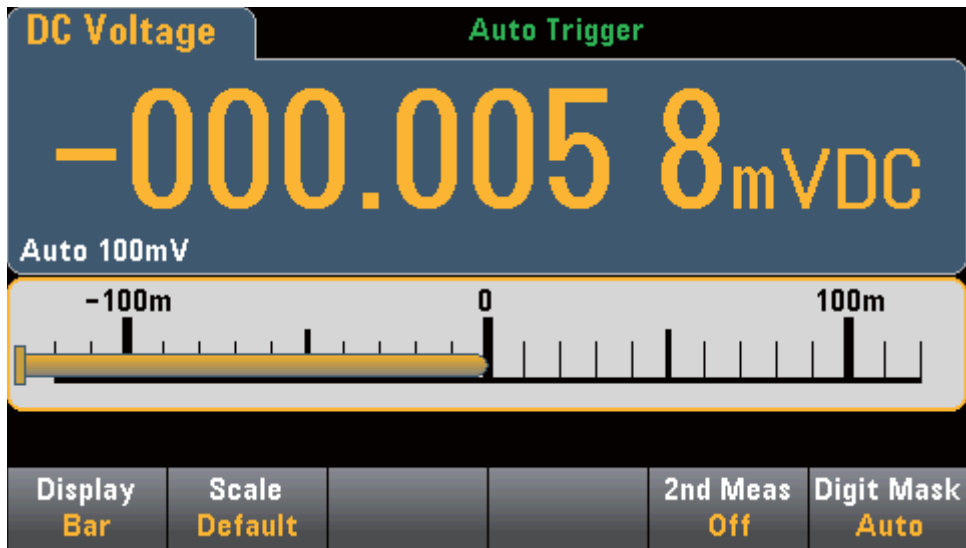 DC Voltage
Auto Trigger
−000.005 8mVDC
Auto 100mV
−100m 0 100m
Display Scale 2nd Meas Digit Mask
Bar Default Off Auto